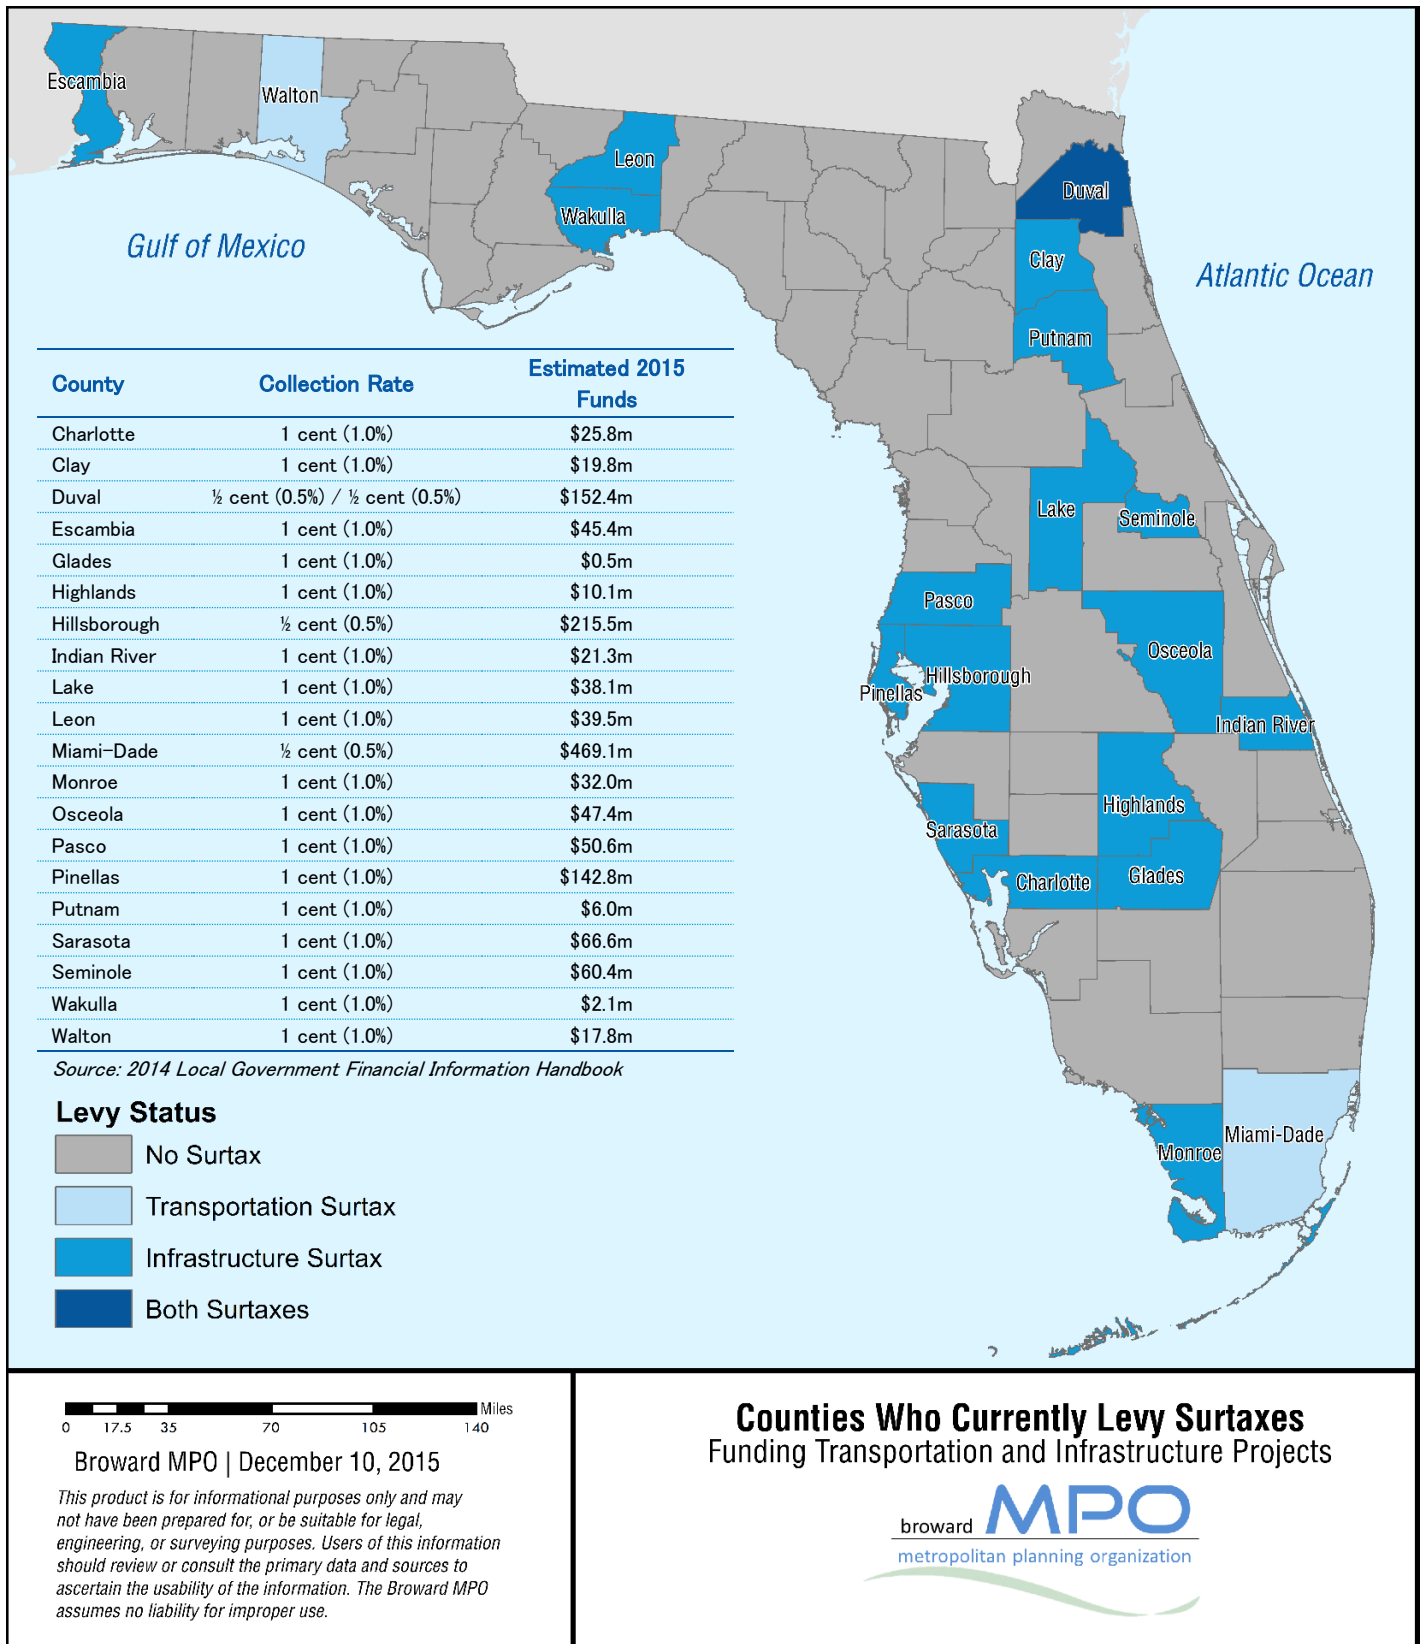 Escambia
Walton
Leon
Wakulla
Duval
Clay
Putnam
Gulf of Mexico
Atlantic Ocean
County Collection Rate Estimated 2015 Funds
Charlotte 1 cent (1.0%) $25.8m
Clay 1 cent (1.0%) $19.8m
Duval ½ cent (0.5%) / ½ cent (0.5%) $152.4m
Escambia 1 cent (1.0%) $45.4m
Glades 1 cent (1.0%) $0.5m
Highlands 1 cent (1.0%) $10.1m
Hillsborough ½ cent (0.5%) $215.5m
Indian River 1 cent (1.0%) $21.3m
Lake 1 cent (1.0%) $38.1m
Leon 1 cent (1.0%) $39.5m
Miami-Dade ½ cent (0.5%) $469.1m
Monroe 1 cent (1.0%) $32.0m
Osceola 1 cent (1.0%) $47.4m
Pasco 1 cent (1.0%) $50.6m
Pinellas 1 cent (1.0%) $142.8m
Putnam 1 cent (1.0%) $6.0m
Sarasota 1 cent (1.0%) $66.6m
Seminole 1 cent (1.0%) $60.4m
Wakulla 1 cent (1.0%) $2.1m
Walton 1 cent (1.0%) $17.8m
Source: 2014 Local Government Financial Information Handbook
Lake
Seminole
Pasco
Osceola
Hillsborough
Pinellas
Indian River
Highlands
Sarasota
Charlotte
Glades
Miami-Dade
Monroe
Levy Status
No Surtax
Transportation Surtax
Infrastructure Surtax
Both Surtaxes
Miles
0 17.5 35 70 105 140
Broward MPO | December 10, 2015
This product is for informational purposes only and may
not have been prepared for, or be suitable for legal,
engineering, or surveying purposes. Users of this information
should review or consult the primary data and sources to
ascertain the usability of the information. The Broward MPO
assumes no liability for improper use.
Counties Who Currently Levy Surtaxes
Funding Transportation and Infrastructure Projects
broward MPO
metropolitan planning organization